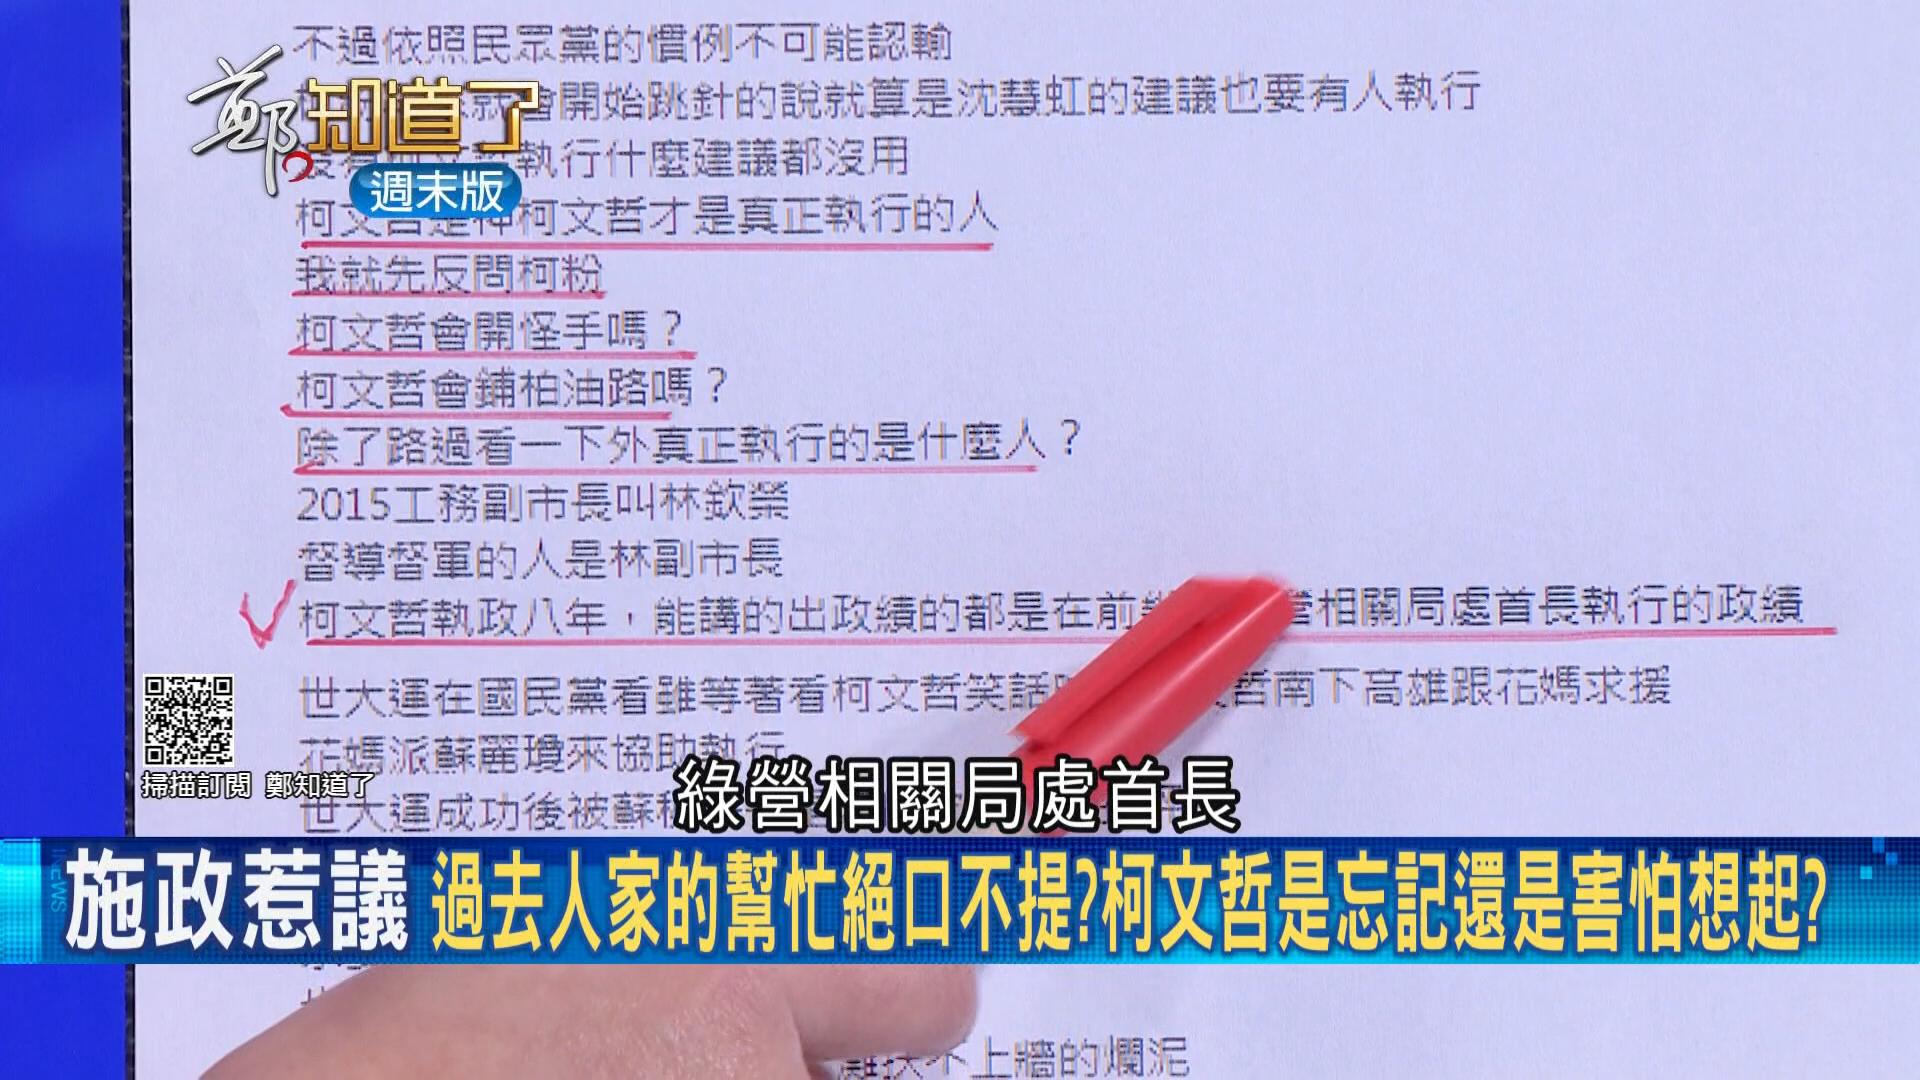 不過依照民眾黨的慣例不可能認輸
會開始跳針的說就算是沈慧虹的建議也要有人執行
執行什麼建議都沒用
柯文哲是神柯文哲才是真正執行的人
我就先反問柯粉
柯文哲會開怪手嗎？
柯文哲會鋪柏油路嗎？
除了路過看一下外真正執行的是什麼人？
2015工務副市長叫林欽榮
督導督軍的人是林副市長
柯文哲執政八年，能講的出政績的都是在前 營相關局處首長執行的政績
世大運在國民黨看雖等著看柯文哲笑話 哲南下高雄跟花媽求援
花媽派蘇麗瓊來協助執行
世大運成功後被蘇
上牆的爛泥
鄭知道了
週末版
掃描訂閱 鄭知道了
綠營相關局處首長
iNEWS
施政惹議 過去人家的幫忙絕口不提?柯文哲是忘記還是害怕想起?